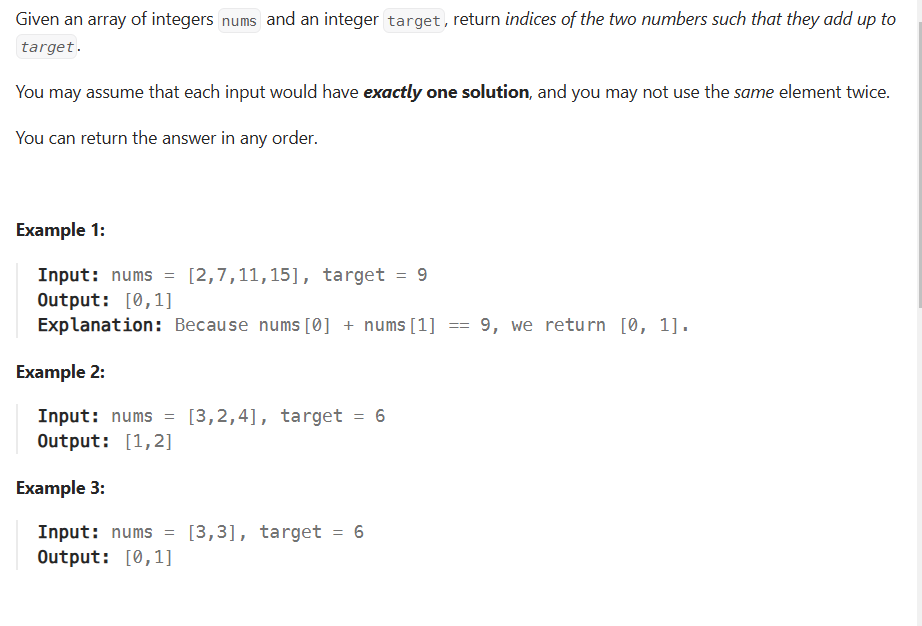 Given an array of integers nums and an integer target, return indices of the two numbers such that they add up to
target.
You may assume that each input would have exactly one solution, and you may not use the same element twice.
You can return the answer in any order.
Example 1:
Input: nums = [2,7,11,15], target = 9
Output: [0,1]
Explanation: Because nums[0] + nums[1] == 9, we return [0, 1].
Example 2:
Input: nums = [3,2,4], target = 6
Output: [1,2]
Example 3:
Input: nums = [3,3], target = 6
Output: [0,1]